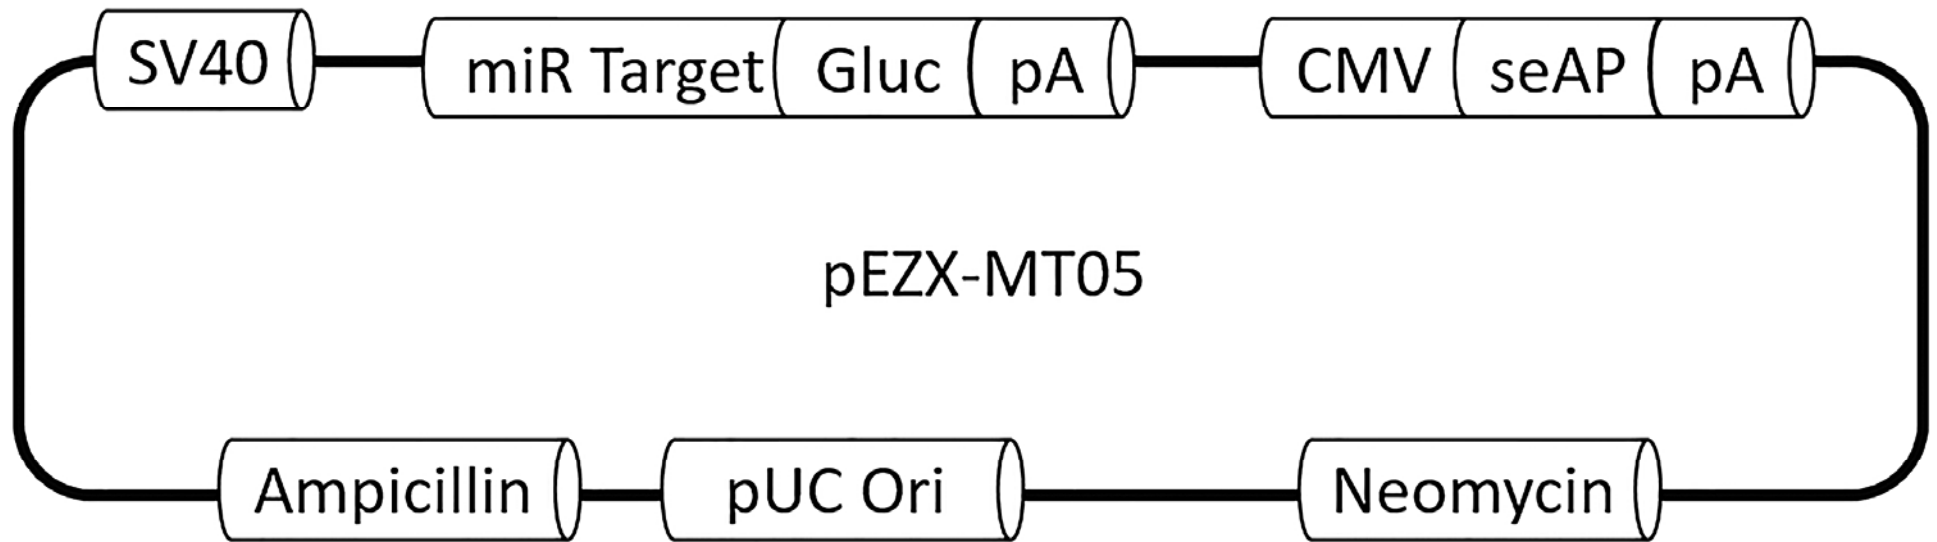 SV40 miR Target Gluc pA CMV seAP pA
pEZX-MT05
Ampicillin pUC Ori Neomycin